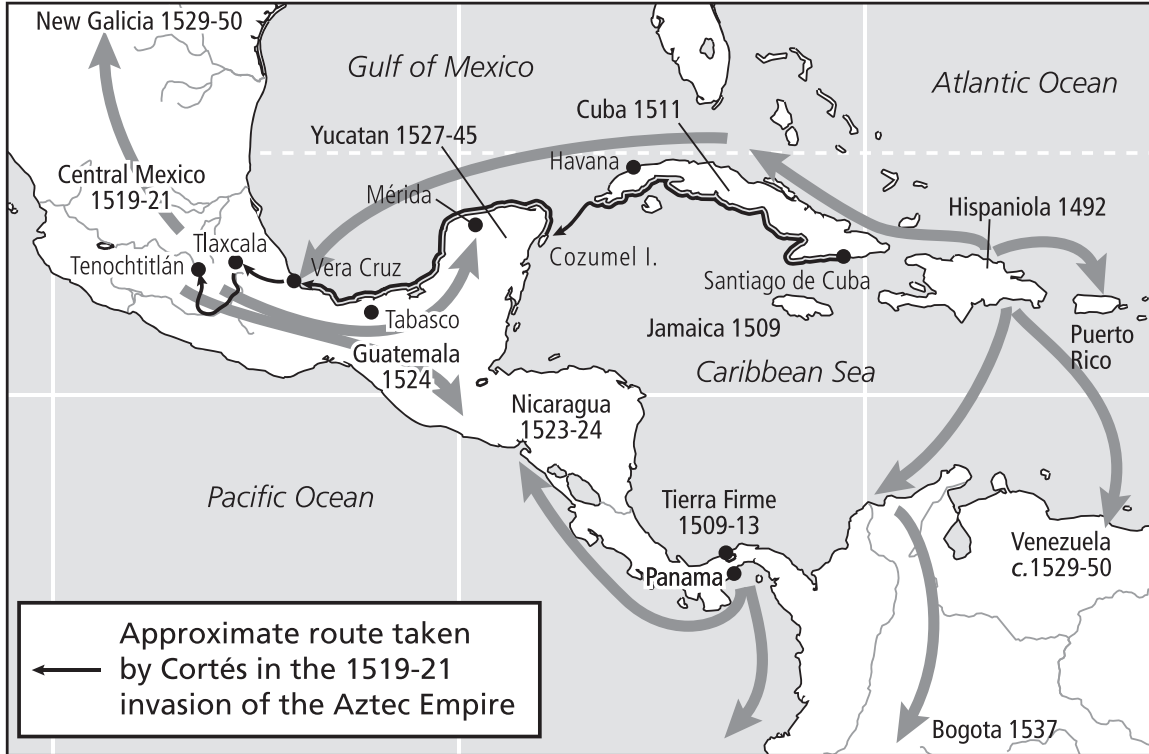 New Galicia 1529-50
Gulf of Mexico
Atlantic Ocean
Cuba 1511
Yucatan 1527-45
Havana
Central Mexico
1519-21
Mérida
Hispaniola 1492
Tlaxcala
Tenochtitlán
Vera Cruz
Cozumel I.
Santiago de Cuba
Tabasco
Jamaica 1509
Puerto
Rico
Guatemala
1524
Caribbean Sea
Nicaragua
1523-24
Pacific Ocean
Tierra Firme
1509-13
Venezuela
c.1529-50
Panama
Approximate route taken
by Cortés in the 1519-21
invasion of the Aztec Empire
Bogota 1537